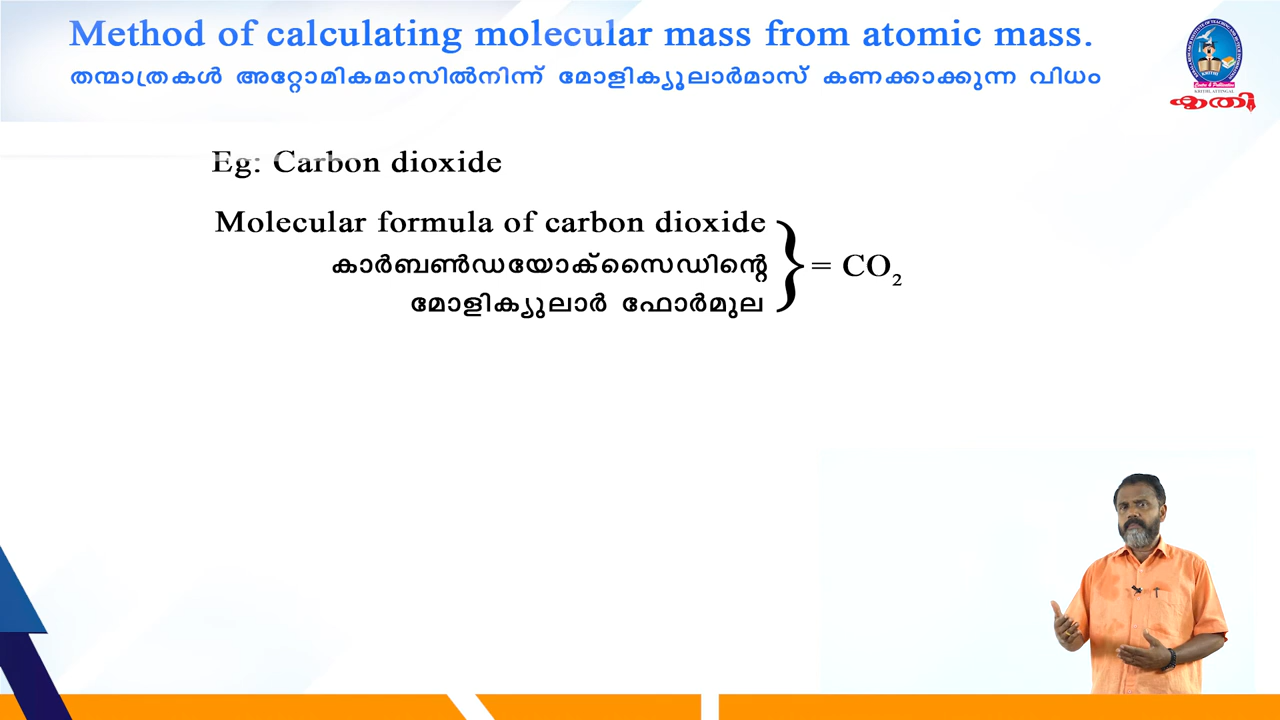 Method of calculating molecular mass from atomic mass.
തന്മാത്രകൾ അറ്റോമികമാസിൽനിന്ന് മോളിക്യൂലാർമാസ് കണക്കാക്കുന്ന വിധം
കൃതി
Eg: Carbon dioxide
Molecular formula of carbon dioxide
കാർബൺഡയോക്സൈഡിന്റെ
മോളിക്യുലാർ ഫോർമുല
} = CO₂